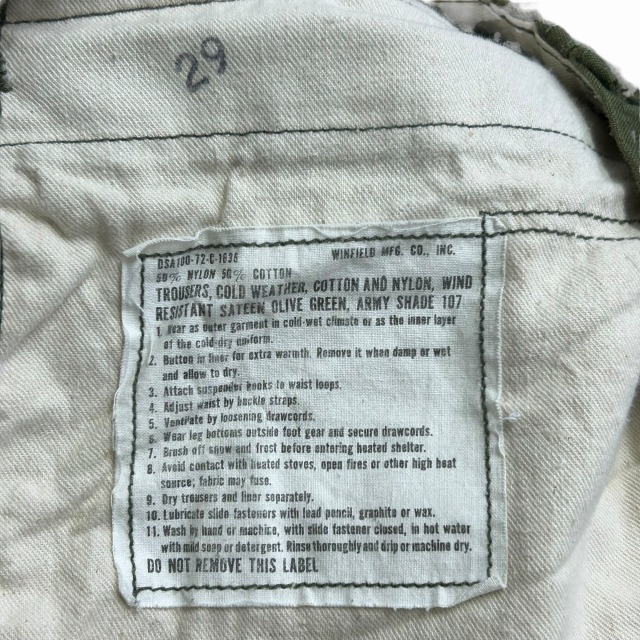 29
DSA100-72-C-1636 WINFIELD MFG. CO., INC.
50% NYLON 50% COTTON
TROUSERS, COLD WEATHER, COTTON AND NYLON, WIND
RESISTANT SATEEN OLIVE GREEN, ARMY SHADE 107
1. Wear as outer garment in cold-wet climate or as the inner layer
of the cold-dry uniform.
2. Button in liner for extra warmth. Remove it when damp or wet
and allow to dry.
3. Attach suspender hooks to waist loops.
4. Adjust waist by buckle straps.
5. Ventilate by loosening drawcords.
6. Wear leg bottoms outside foot gear and secure drawcords.
7. Brush off snow and frost before entering heated shelter.
8. Avoid contact with heated stoves, open fires or other high heat
source; fabric may fuse.
9. Dry trousers and liner separately.
10. Lubricate slide fasteners with lead pencil, graphite or wax.
11. Wash by hand or machine, with slide fastener closed, in hot water
with mild soap or detergent. Rinse thoroughly and drip or machine dry.
DO NOT REMOVE THIS LABEL